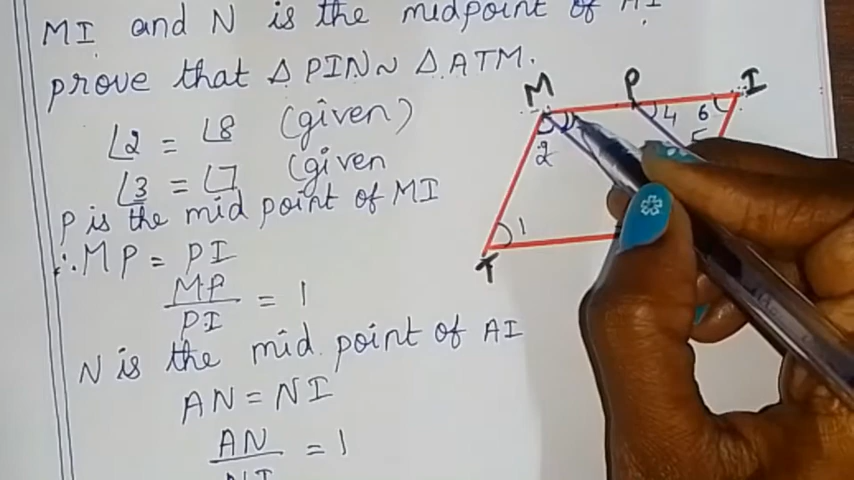 MI and N is the midpoint of AI
prove that Δ PIN ~ Δ ATM.
∠2 = ∠8 (given)
∠3 = ∠7 (given
P is the mid point of MI
∴ MP = PI
MP/PI = 1
N is the mid point of AI
AN = NI
AN/NI = 1
M P I
4 6
5
2
1
T